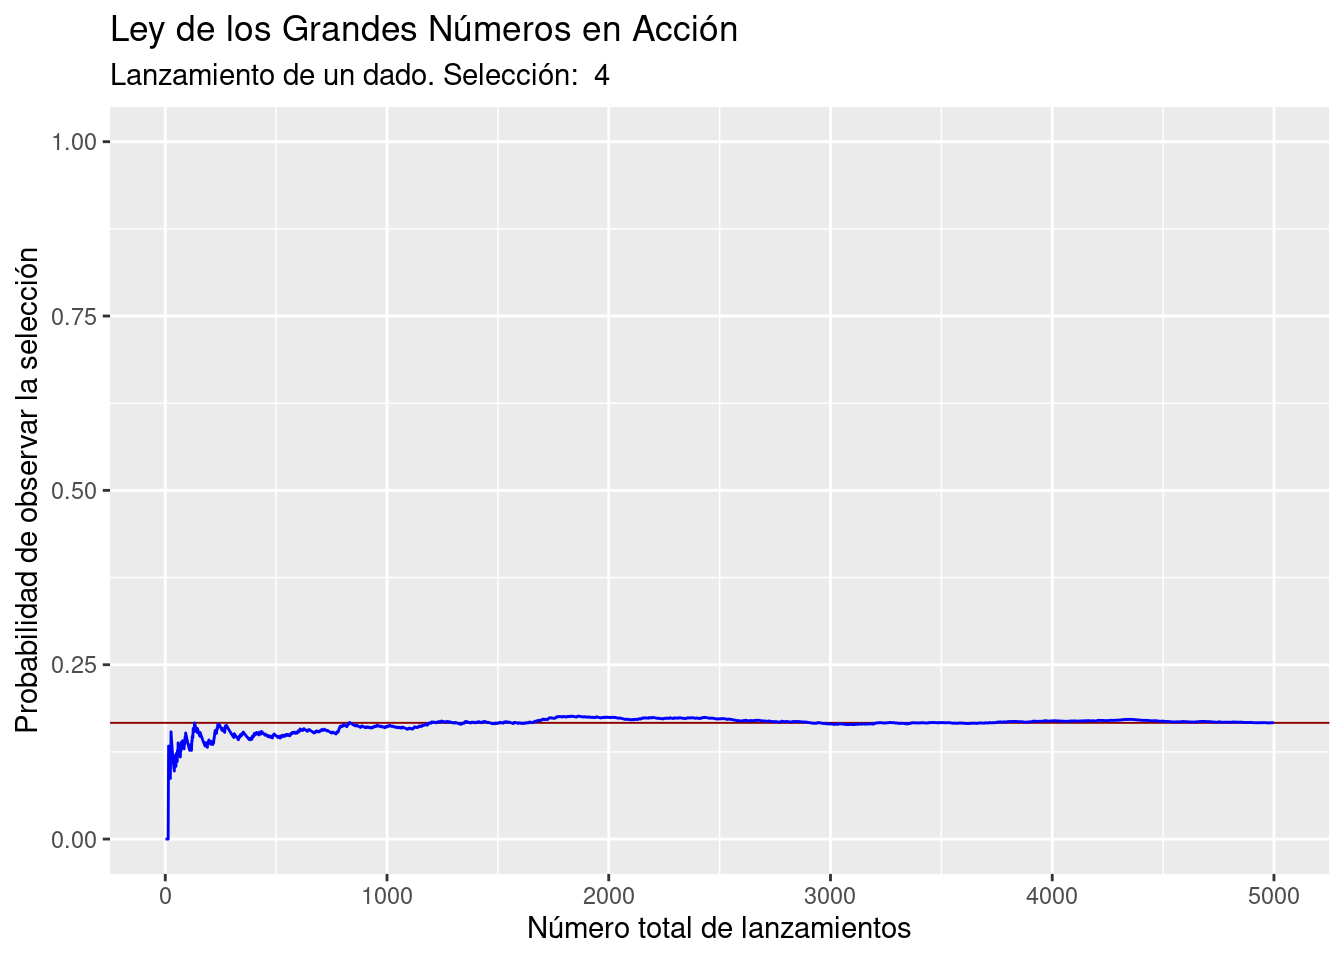 Ley de los Grandes Números en Acción
Lanzamiento de un dado. Selección:  4
Probabilidad de observar la selección
1.00
0.75
0.50
0.25
0.00
0 1000 2000 3000 4000 5000
Número total de lanzamientos